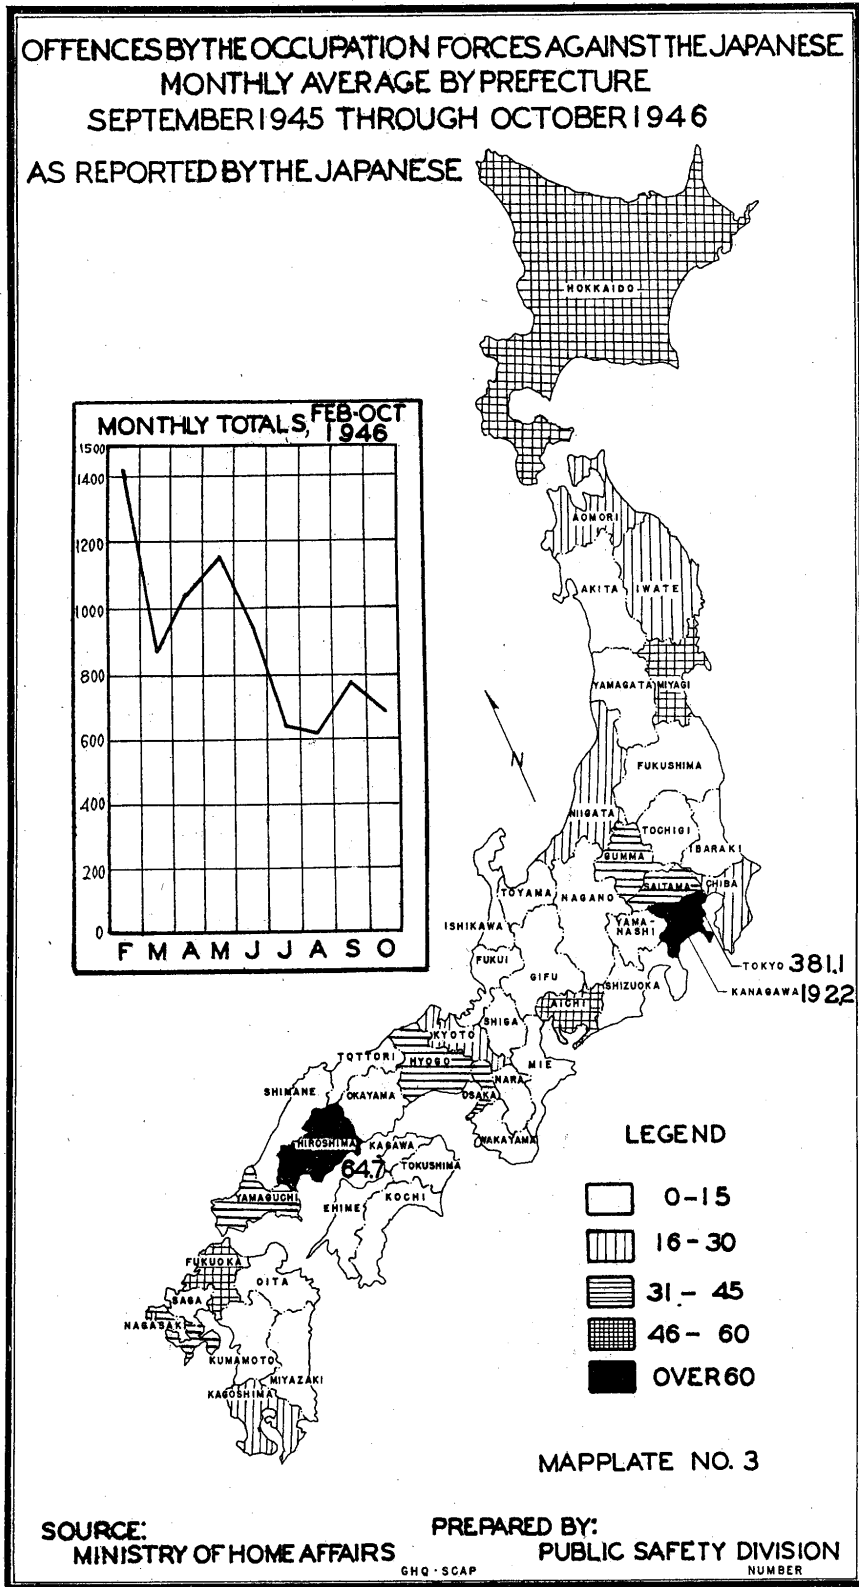 OFFENCES BY THE OCCUPATION FORCES AGAINST THE JAPANESE
MONTHLY AVERAGE BY PREFECTURE
SEPTEMBER 1945 THROUGH OCTOBER 1946
AS REPORTED BY THE JAPANESE
HOKKAIDO
MONTHLY TOTALS, FEB-OCT
1946
1500
1400
1200
1000
800
600
400
200
0
F M A M J J A S O
AOMORI
AKITA
IWATE
YAMAGATA
MIYAGI
N
FUKUSHIMA
NIIGATA
TOCHIGI
IBARAKI
GUMMA
SAITAMA
CHIBA
TOYAMA
NAGANO
ISHIKAWA
YAMA-
NASHI
FUKUI
GIFU
TOKYO 381.1
SHIZUOKA
KANAGAWA 192.2
AICHI
SHIGA
KYOTO
TOTTORI
HYOGO
MIE
NARA
SHIMANE
OKAYAMA
OSAKA
WAKAYAMA
HIROSHIMA
64.7
KAGAWA
TOKUSHIMA
YAMAGUCHI
EHIME
KOCHI
FUKUOKA
OITA
SAGA
NAGASAKI
KUMAMOTO
MIYAZAKI
KAGOSHIMA
LEGEND
0-15
16-30
31-45
46-60
OVER 60
MAPPLATE NO. 3
SOURCE:
MINISTRY OF HOME AFFAIRS
PREPARED BY:
PUBLIC SAFETY DIVISION
GHQ·SCAP
NUMBER